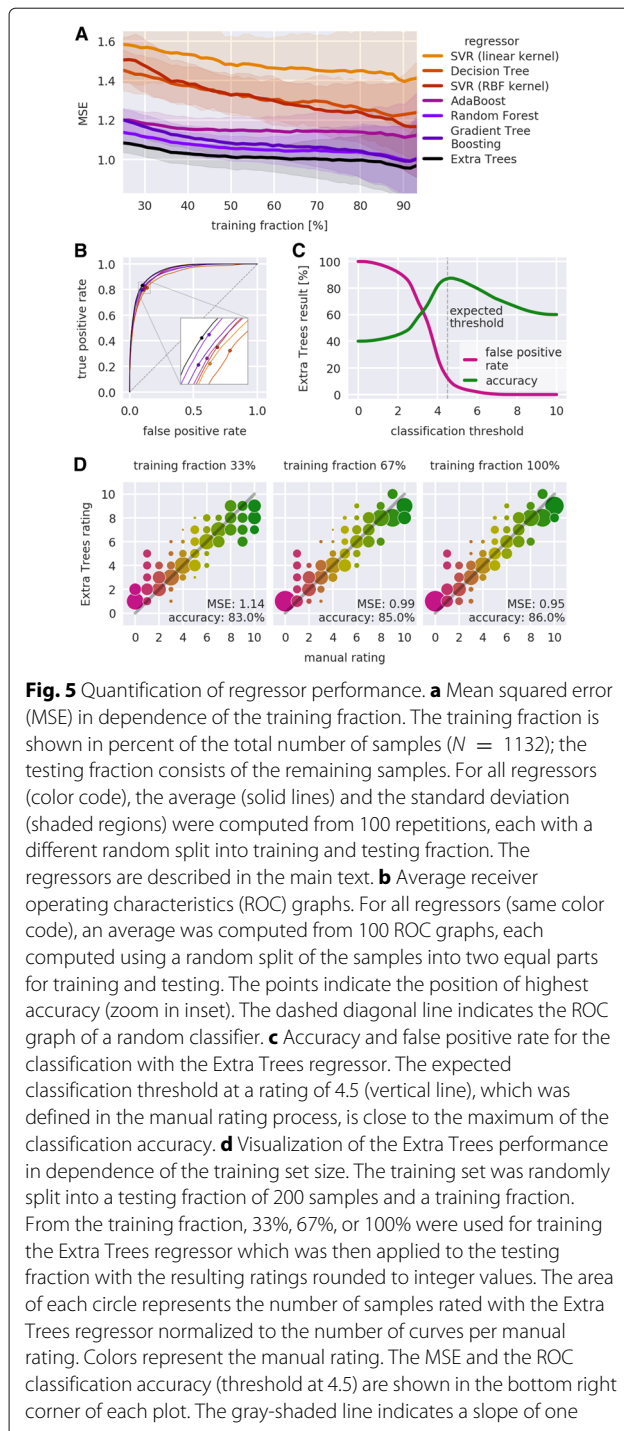 A
1.6
1.4
1.2
1.0
MSE
30 40 50 60 70 80 90
training fraction [%]
regressor
SVR (linear kernel)
Decision Tree
SVR (RBF kernel)
AdaBoost
Random Forest
Gradient Tree
Boosting
Extra Trees
B
1.0
0.8
0.6
0.4
0.2
0.0
true positive rate
0.0 0.5 1.0
false positive rate
C
100
80
60
40
20
0
Extra Trees result [%]
expected
threshold
false positive
rate
accuracy
0 2 4 6 8 10
classification threshold
D
training fraction 33%
training fraction 67%
training fraction 100%
10
8
6
4
2
0
Extra Trees rating
MSE: 1.14
accuracy: 83.0%
MSE: 0.99
accuracy: 85.0%
MSE: 0.95
accuracy: 86.0%
0 2 4 6 8 10
0 2 4 6 8 10
0 2 4 6 8 10
manual rating
Fig. 5 Quantification of regressor performance. a Mean squared error
(MSE) in dependence of the training fraction. The training fraction is
shown in percent of the total number of samples (N = 1132); the
testing fraction consists of the remaining samples. For all regressors
(color code), the average (solid lines) and the standard deviation
(shaded regions) were computed from 100 repetitions, each with a
different random split into training and testing fraction. The
regressors are described in the main text. b Average receiver
operating characteristics (ROC) graphs. For all regressors (same color
code), an average was computed from 100 ROC graphs, each
computed using a random split of the samples into two equal parts
for training and testing. The points indicate the position of highest
accuracy (zoom in inset). The dashed diagonal line indicates the ROC
graph of a random classifier. c Accuracy and false positive rate for the
classification with the Extra Trees regressor. The expected
classification threshold at a rating of 4.5 (vertical line), which was
defined in the manual rating process, is close to the maximum of the
classification accuracy. d Visualization of the Extra Trees performance
in dependence of the training set size. The training set was randomly
split into a testing fraction of 200 samples and a training fraction.
From the training fraction, 33%, 67%, or 100% were used for training
the Extra Trees regressor which was then applied to the testing
fraction with the resulting ratings rounded to integer values. The area
of each circle represents the number of samples rated with the Extra
Trees regressor normalized to the number of curves per manual
rating. Colors represent the manual rating. The MSE and the ROC
classification accuracy (threshold at 4.5) are shown in the bottom right
corner of each plot. The gray-shaded line indicates a slope of one